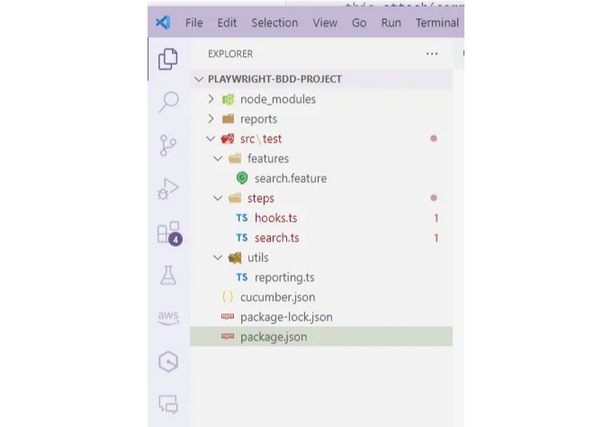 File Edit Selection View Go Run Terminal
EXPLORER ...
PLAYWRIGHT-BDD-PROJECT
node_modules
reports
src\test
features
search.feature
steps
TS hooks.ts 1
TS search.ts 1
4
utils
TS reporting.ts
{} cucumber.json
aws
npm package-lock.json
npm package.json